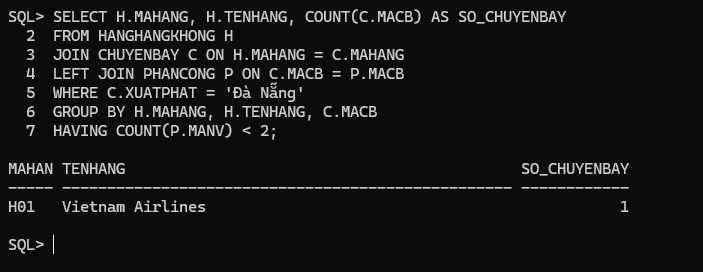 SQL> SELECT H.MAHANG, H.TENHANG, COUNT(C.MACB) AS SO_CHUYENBAY
  2  FROM HANGHANGKHONG H
  3  JOIN CHUYENBAY C ON H.MAHANG = C.MAHANG
  4  LEFT JOIN PHANCONG P ON C.MACB = P.MACB
  5  WHERE C.XUATPHAT = 'Đà Nẵng'
  6  GROUP BY H.MAHANG, H.TENHANG, C.MACB
  7  HAVING COUNT(P.MANV) < 2;
MAHAN TENHANG                                            SO_CHUYENBAY
----- -------------------------------------------------- ------------
H01   Vietnam Airlines                                              1
SQL>